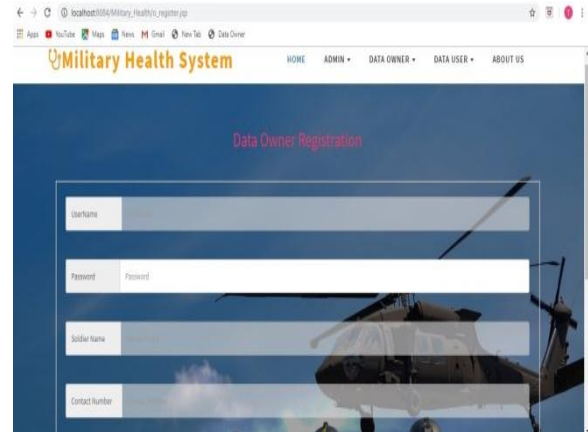 localhost:8084/Military_Health/o_register.jsp
Apps YouTube Maps News Gmail New Tab Data Owner
Military Health System
HOME ADMIN DATA OWNER DATA USER ABOUT US
Data Owner Registration
UserName
Password Password
Soldier Name
Contact Number